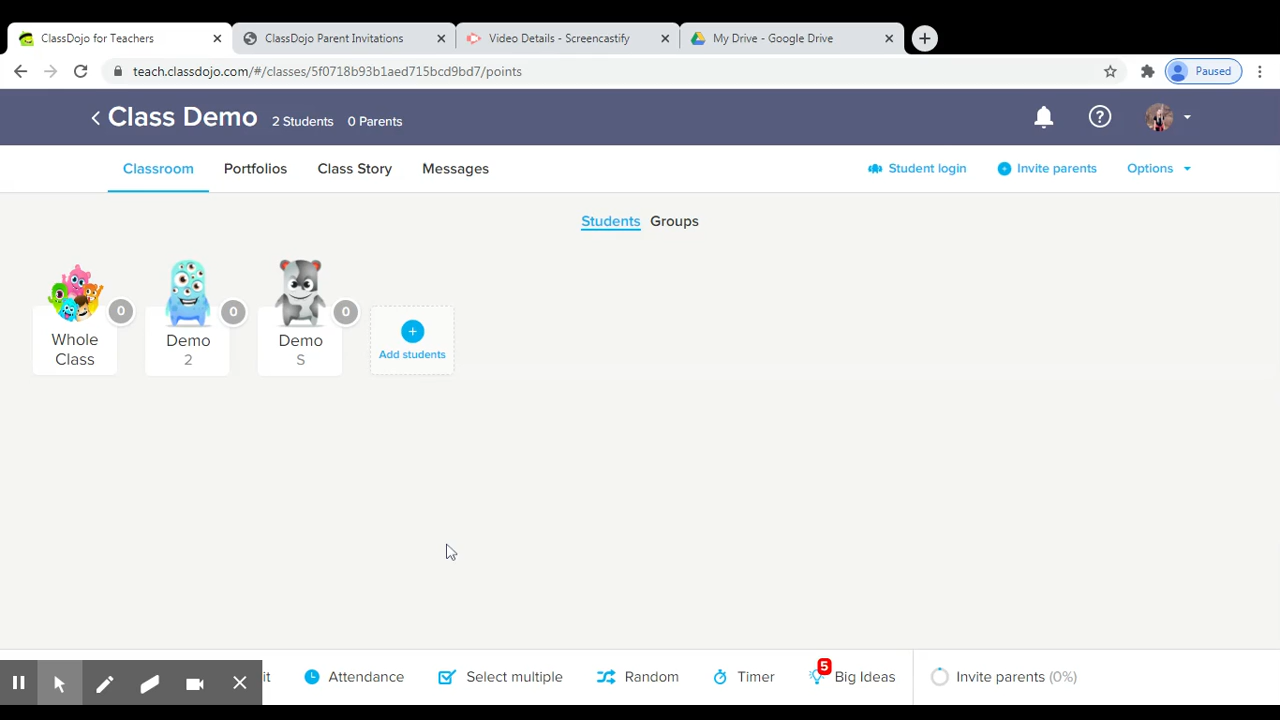 ClassDojo for Teachers
ClassDojo Parent Invitations
Video Details - Screencastify
My Drive - Google Drive
teach.classdojo.com/#/classes/5f0718b93b1aed715bcd9bd7/points
Paused
Class Demo 2 Students 0 Parents
Classroom Portfolios Class Story Messages Student login Invite parents Options
Students Groups
0 0 0
Whole
Class
Demo
2
Demo
S
Add students
it Attendance Select multiple Random Timer 5 Big Ideas Invite parents (0%)